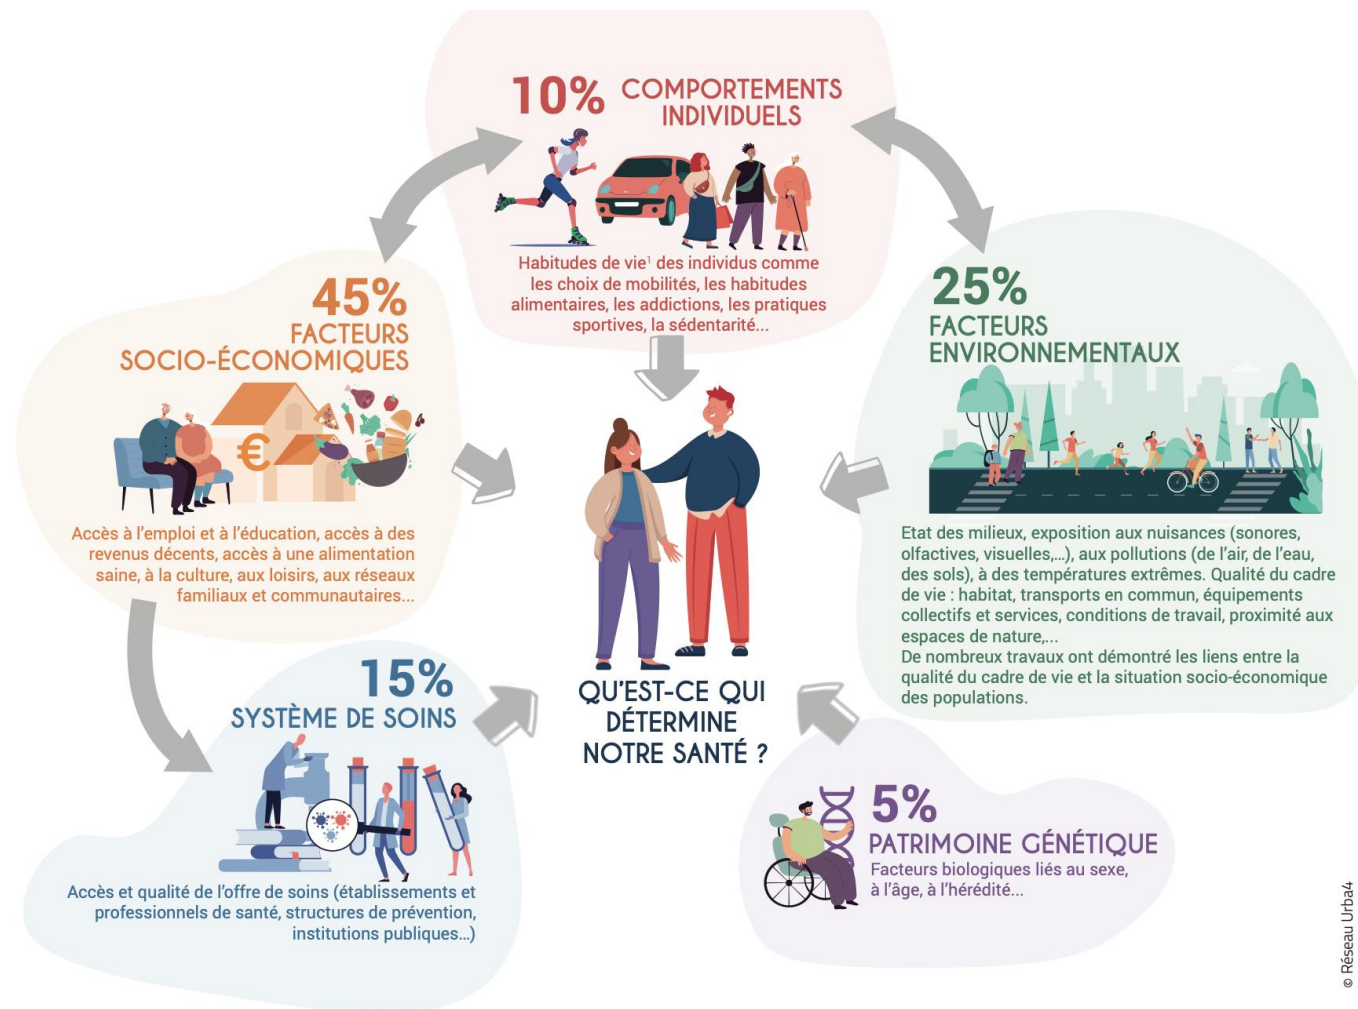 10% COMPORTEMENTS
INDIVIDUELS
Habitudes de vie¹ des individus comme
les choix de mobilités, les habitudes
alimentaires, les addictions, les pratiques
sportives, la sédentarité...
45%
FACTEURS
SOCIO-ÉCONOMIQUES
€
Accès à l'emploi et à l'éducation, accès à des
revenus décents, accès à une alimentation
saine, à la culture, aux loisirs, aux réseaux
familiaux et communautaires...
25%
FACTEURS
ENVIRONNEMENTAUX
Etat des milieux, exposition aux nuisances (sonores,
olfactives, visuelles,...), aux pollutions (de l'air, de l'eau,
des sols), à des températures extrêmes. Qualité du cadre
de vie : habitat, transports en commun, équipements
collectifs et services, conditions de travail, proximité aux
espaces de nature,...
De nombreux travaux ont démontré les liens entre la
qualité du cadre de vie et la situation socio-économique
des populations.
15%
SYSTÈME DE SOINS
Accès et qualité de l'offre de soins (établissements et
professionnels de santé, structures de prévention,
institutions publiques...)
QU'EST-CE QUI
DÉTERMINE
NOTRE SANTÉ ?
5%
PATRIMOINE GÉNÉTIQUE
Facteurs biologiques liés au sexe,
à l'âge, à l'hérédité...
© Réseau Urba4